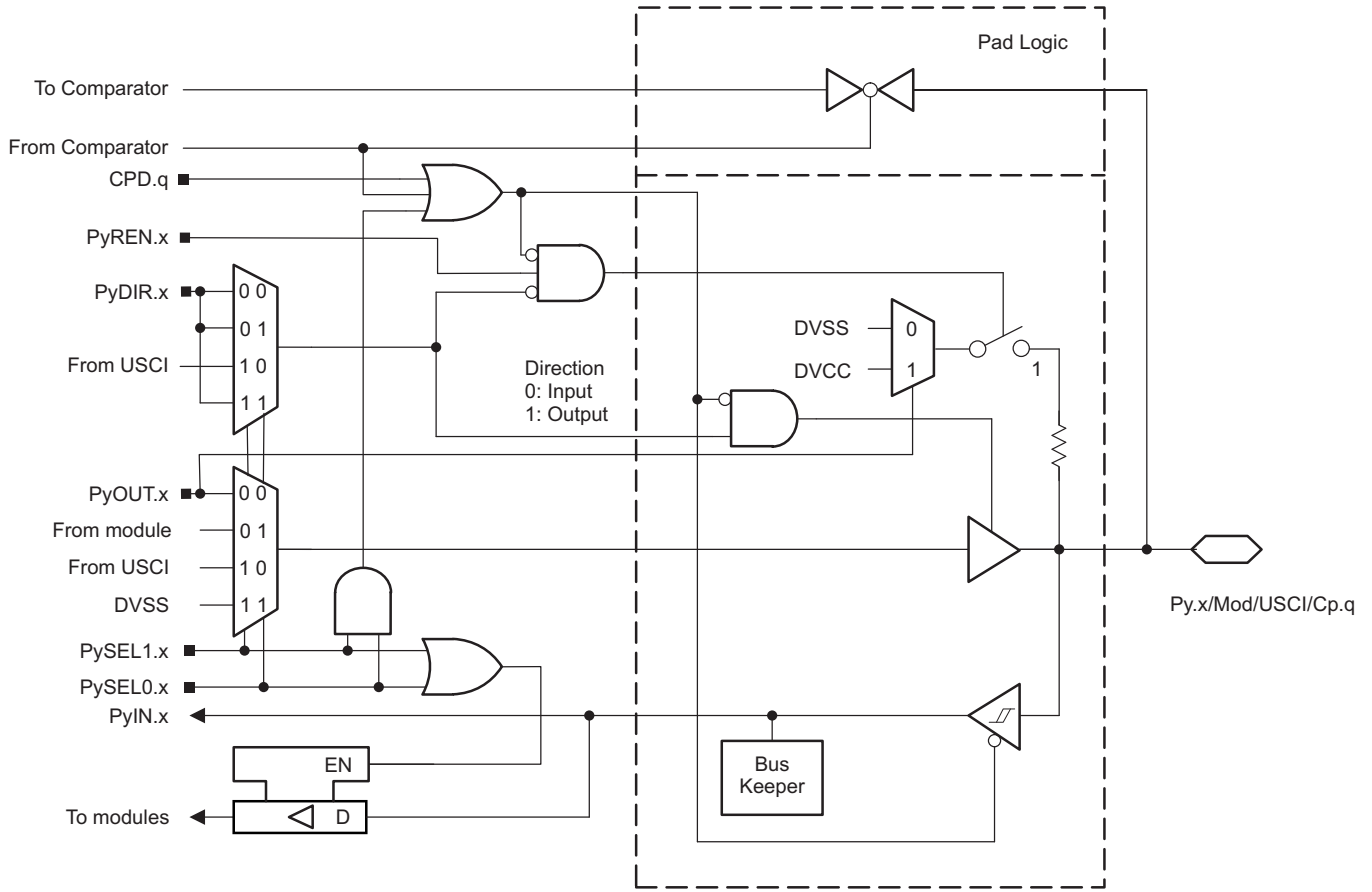 Pad Logic
To Comparator
From Comparator
CPD.q
PyREN.x
PyDIR.x
0 0
0 1
From USCI
1 0
1 1
Direction
0: Input
1: Output
DVSS
0
DVCC
1
1
PyOUT.x
0 0
From module
0 1
From USCI
1 0
DVSS
1 1
Py.x/Mod/USCI/Cp.q
PySEL1.x
PySEL0.x
PyIN.x
Bus
Keeper
EN
To modules
D